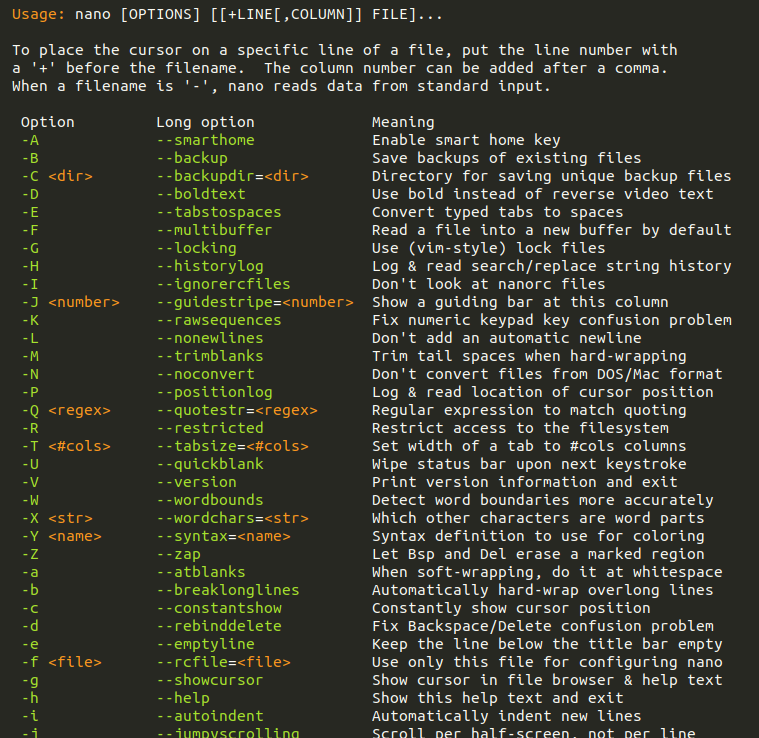 Usage: nano [OPTIONS] [[+LINE[,COLUMN]] FILE]...

To place the cursor on a specific line of a file, put the line number with
a '+' before the filename.  The column number can be added after a comma.
When a filename is '-', nano reads data from standard input.

 Option         Long option             Meaning
 -A             --smarthome             Enable smart home key
 -B             --backup                Save backups of existing files
 -C <dir>       --backupdir=<dir>       Directory for saving unique backup files
 -D             --boldtext              Use bold instead of reverse video text
 -E             --tabstospaces          Convert typed tabs to spaces
 -F             --multibuffer           Read a file into a new buffer by default
 -G             --locking               Use (vim-style) lock files
 -H             --historylog            Log & read search/replace string history
 -I             --ignorercfiles         Don't look at nanorc files
 -J <number>    --guidestripe=<number>  Show a guiding bar at this column
 -K             --rawsequences          Fix numeric keypad key confusion problem
 -L             --nonewlines            Don't add an automatic newline
 -M             --trimblanks            Trim tail spaces when hard-wrapping
 -N             --noconvert             Don't convert files from DOS/Mac format
 -P             --positionlog           Log & read location of cursor position
 -Q <regex>     --quotestr=<regex>      Regular expression to match quoting
 -R             --restricted            Restrict access to the filesystem
 -T <#cols>     --tabsize=<#cols>       Set width of a tab to #cols columns
 -U             --quickblank            Wipe status bar upon next keystroke
 -V             --version               Print version information and exit
 -W             --wordbounds            Detect word boundaries more accurately
 -X <str>       --wordchars=<str>       Which other characters are word parts
 -Y <name>      --syntax=<name>         Syntax definition to use for coloring
 -Z             --zap                   Let Bsp and Del erase a marked region
 -a             --atblanks              When soft-wrapping, do it at whitespace
 -b             --breaklonglines        Automatically hard-wrap overlong lines
 -c             --constantshow          Constantly show cursor position
 -d             --rebinddelete          Fix Backspace/Delete confusion problem
 -e             --emptyline             Keep the line below the title bar empty
 -f <file>      --rcfile=<file>         Use only this file for configuring nano
 -g             --showcursor            Show cursor in file browser & help text
 -h             --help                  Show this help text and exit
 -i             --autoindent            Automatically indent new lines
 -j             --jumpyscrolling        Scroll per half-screen, not per line